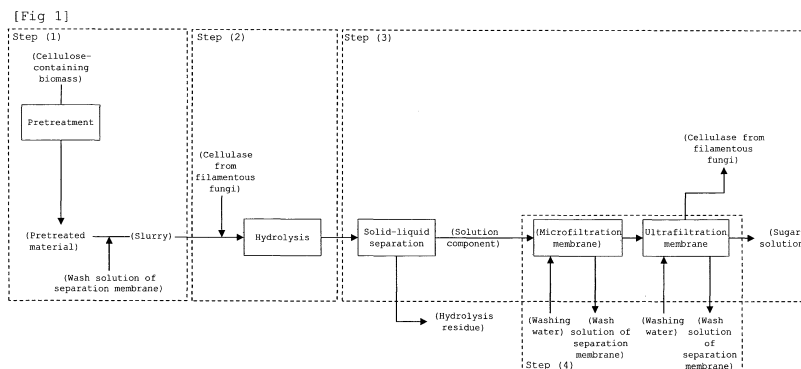 [Fig 1]
Step (1)
(Cellulose-
containing
biomass)
Pretreatment
(Pretreated
material)
(Slurry)
(Wash solution of
separation membrane)
Step (2)
(Cellulase
from
filamentous
fungi)
Hydrolysis
Step (3)
Solid-liquid
separation
(Solution
component)
(Hydrolysis
residue)
(Microfiltration
membrane)
Ultrafiltration
membrane
(Cellulase from
filamentous
fungi)
(Sugar
solution
(Washing
water)
(Wash
solution of
separation
membrane)
(Washing
water)
(Wash
solution
of
separation
membrane)
Step (4)